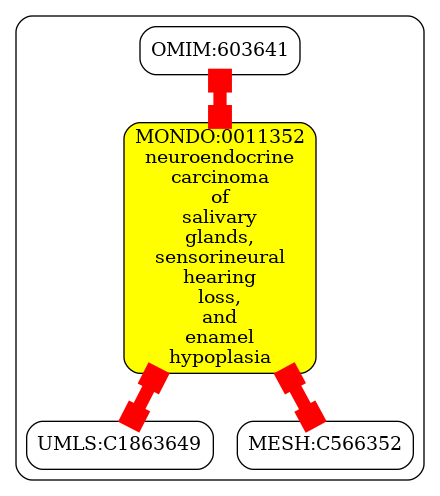 OMIM:603641
MONDO:0011352
neuroendocrine
carcinoma
of
salivary
glands,
sensorineural
hearing
loss,
and
enamel
hypoplasia
UMLS:C1863649
MESH:C566352